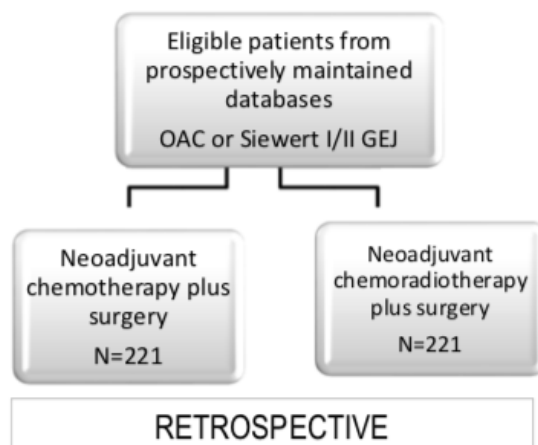 Eligible patients from
prospectively maintained
databases
OAC or Siewert I/II GEJ
Neoadjuvant
chemotherapy plus
surgery
N=221
Neoadjuvant
chemoradiotherapy
plus surgery
N=221
RETROSPECTIVE